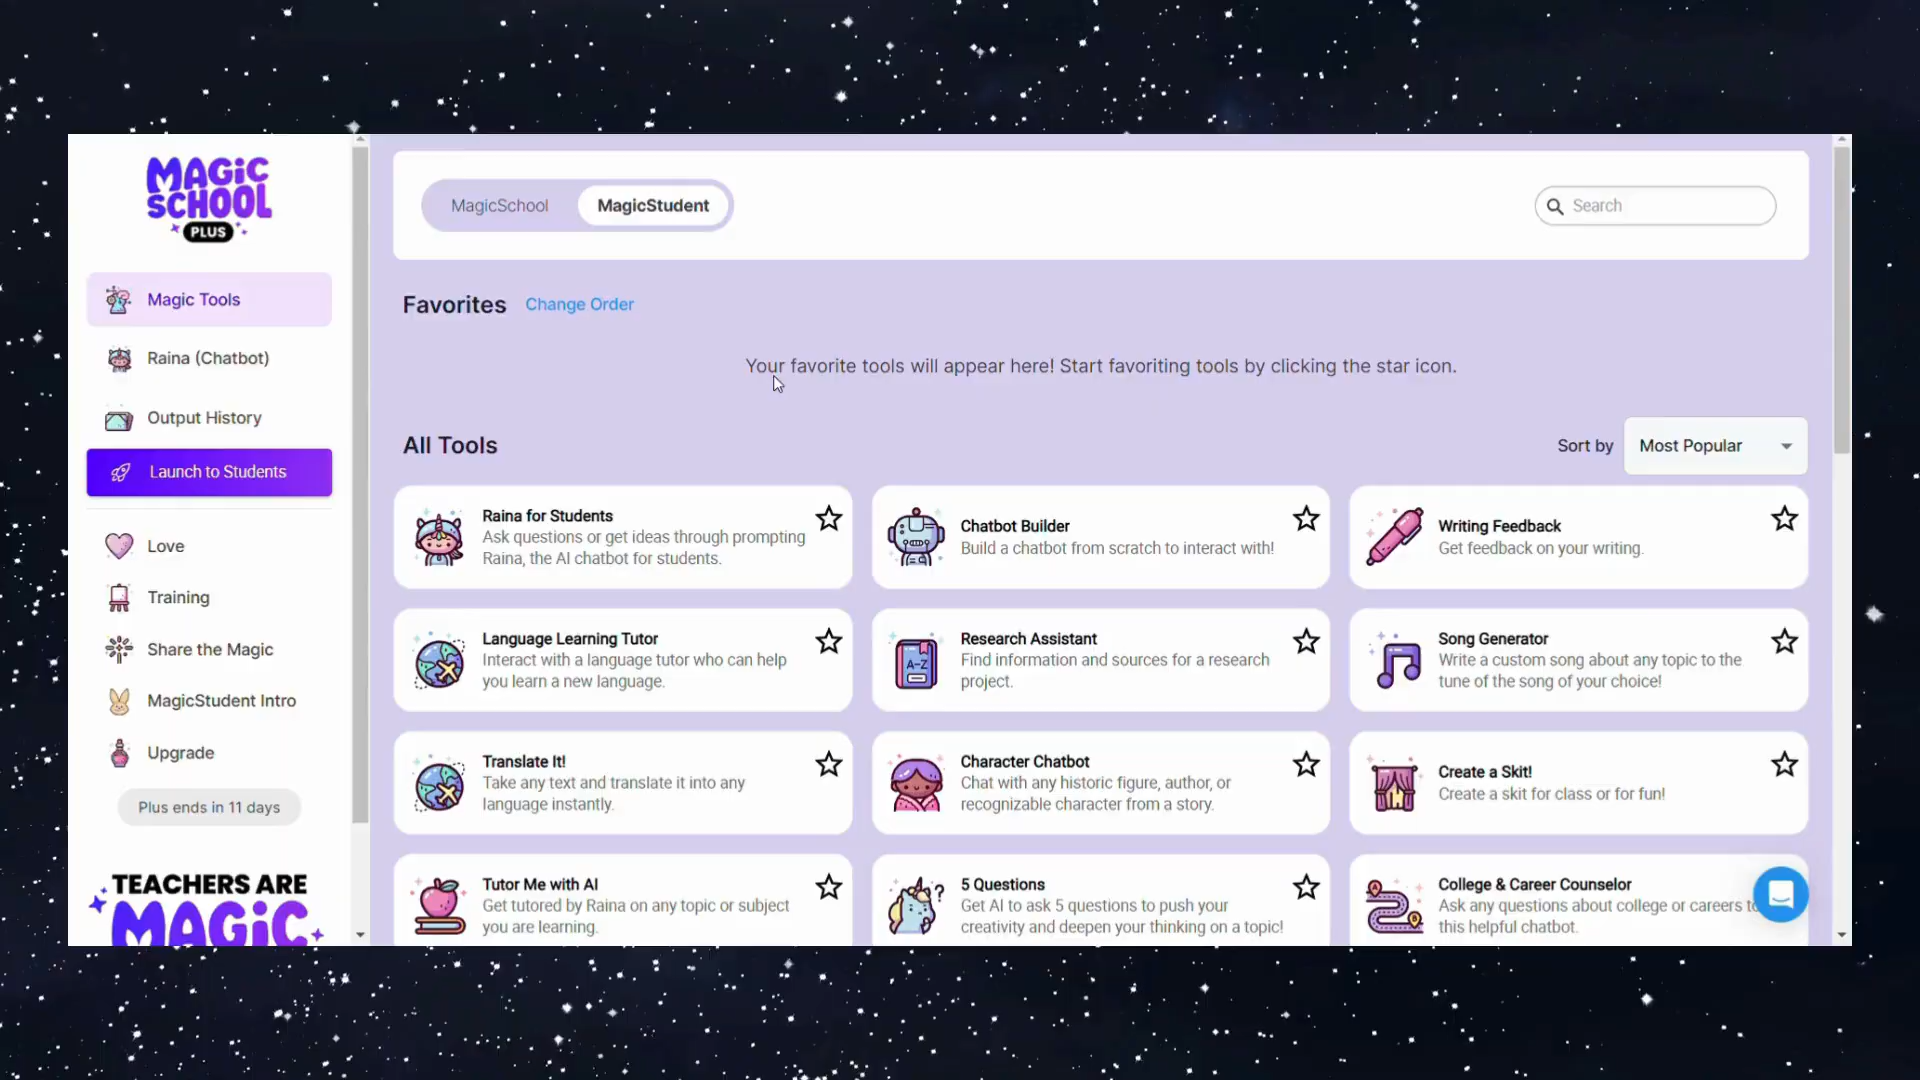 MAGiC
SCHOOL
PLUS
Magic Tools
Raina (Chatbot)
Output History
Launch to Students
Love
Training
Share the Magic
MagicStudent Intro
Upgrade
Plus ends in 11 days
TEACHERS ARE
MAGiC
MagicSchool
MagicStudent
Search
Favorites
Change Order
Your favorite tools will appear here! Start favoriting tools by clicking the star icon.
All Tools
Sort by
Most Popular
Raina for Students
Ask questions or get ideas through prompting
Raina, the AI chatbot for students.
Chatbot Builder
Build a chatbot from scratch to interact with!
Writing Feedback
Get feedback on your writing.
Language Learning Tutor
Interact with a language tutor who can help
you learn a new language.
Research Assistant
Find information and sources for a research
project.
A-Z
Song Generator
Write a custom song about any topic to the
tune of the song of your choice!
Translate It!
Take any text and translate it into any
language instantly.
Character Chatbot
Chat with any historic figure, author, or
recognizable character from a story.
Create a Skit!
Create a skit for class or for fun!
Tutor Me with AI
Get tutored by Raina on any topic or subject
you are learning.
5 Questions
Get AI to ask 5 questions to push your
creativity and deepen your thinking on a topic!
College & Career Counselor
Ask any questions about college or careers to
this helpful chatbot.